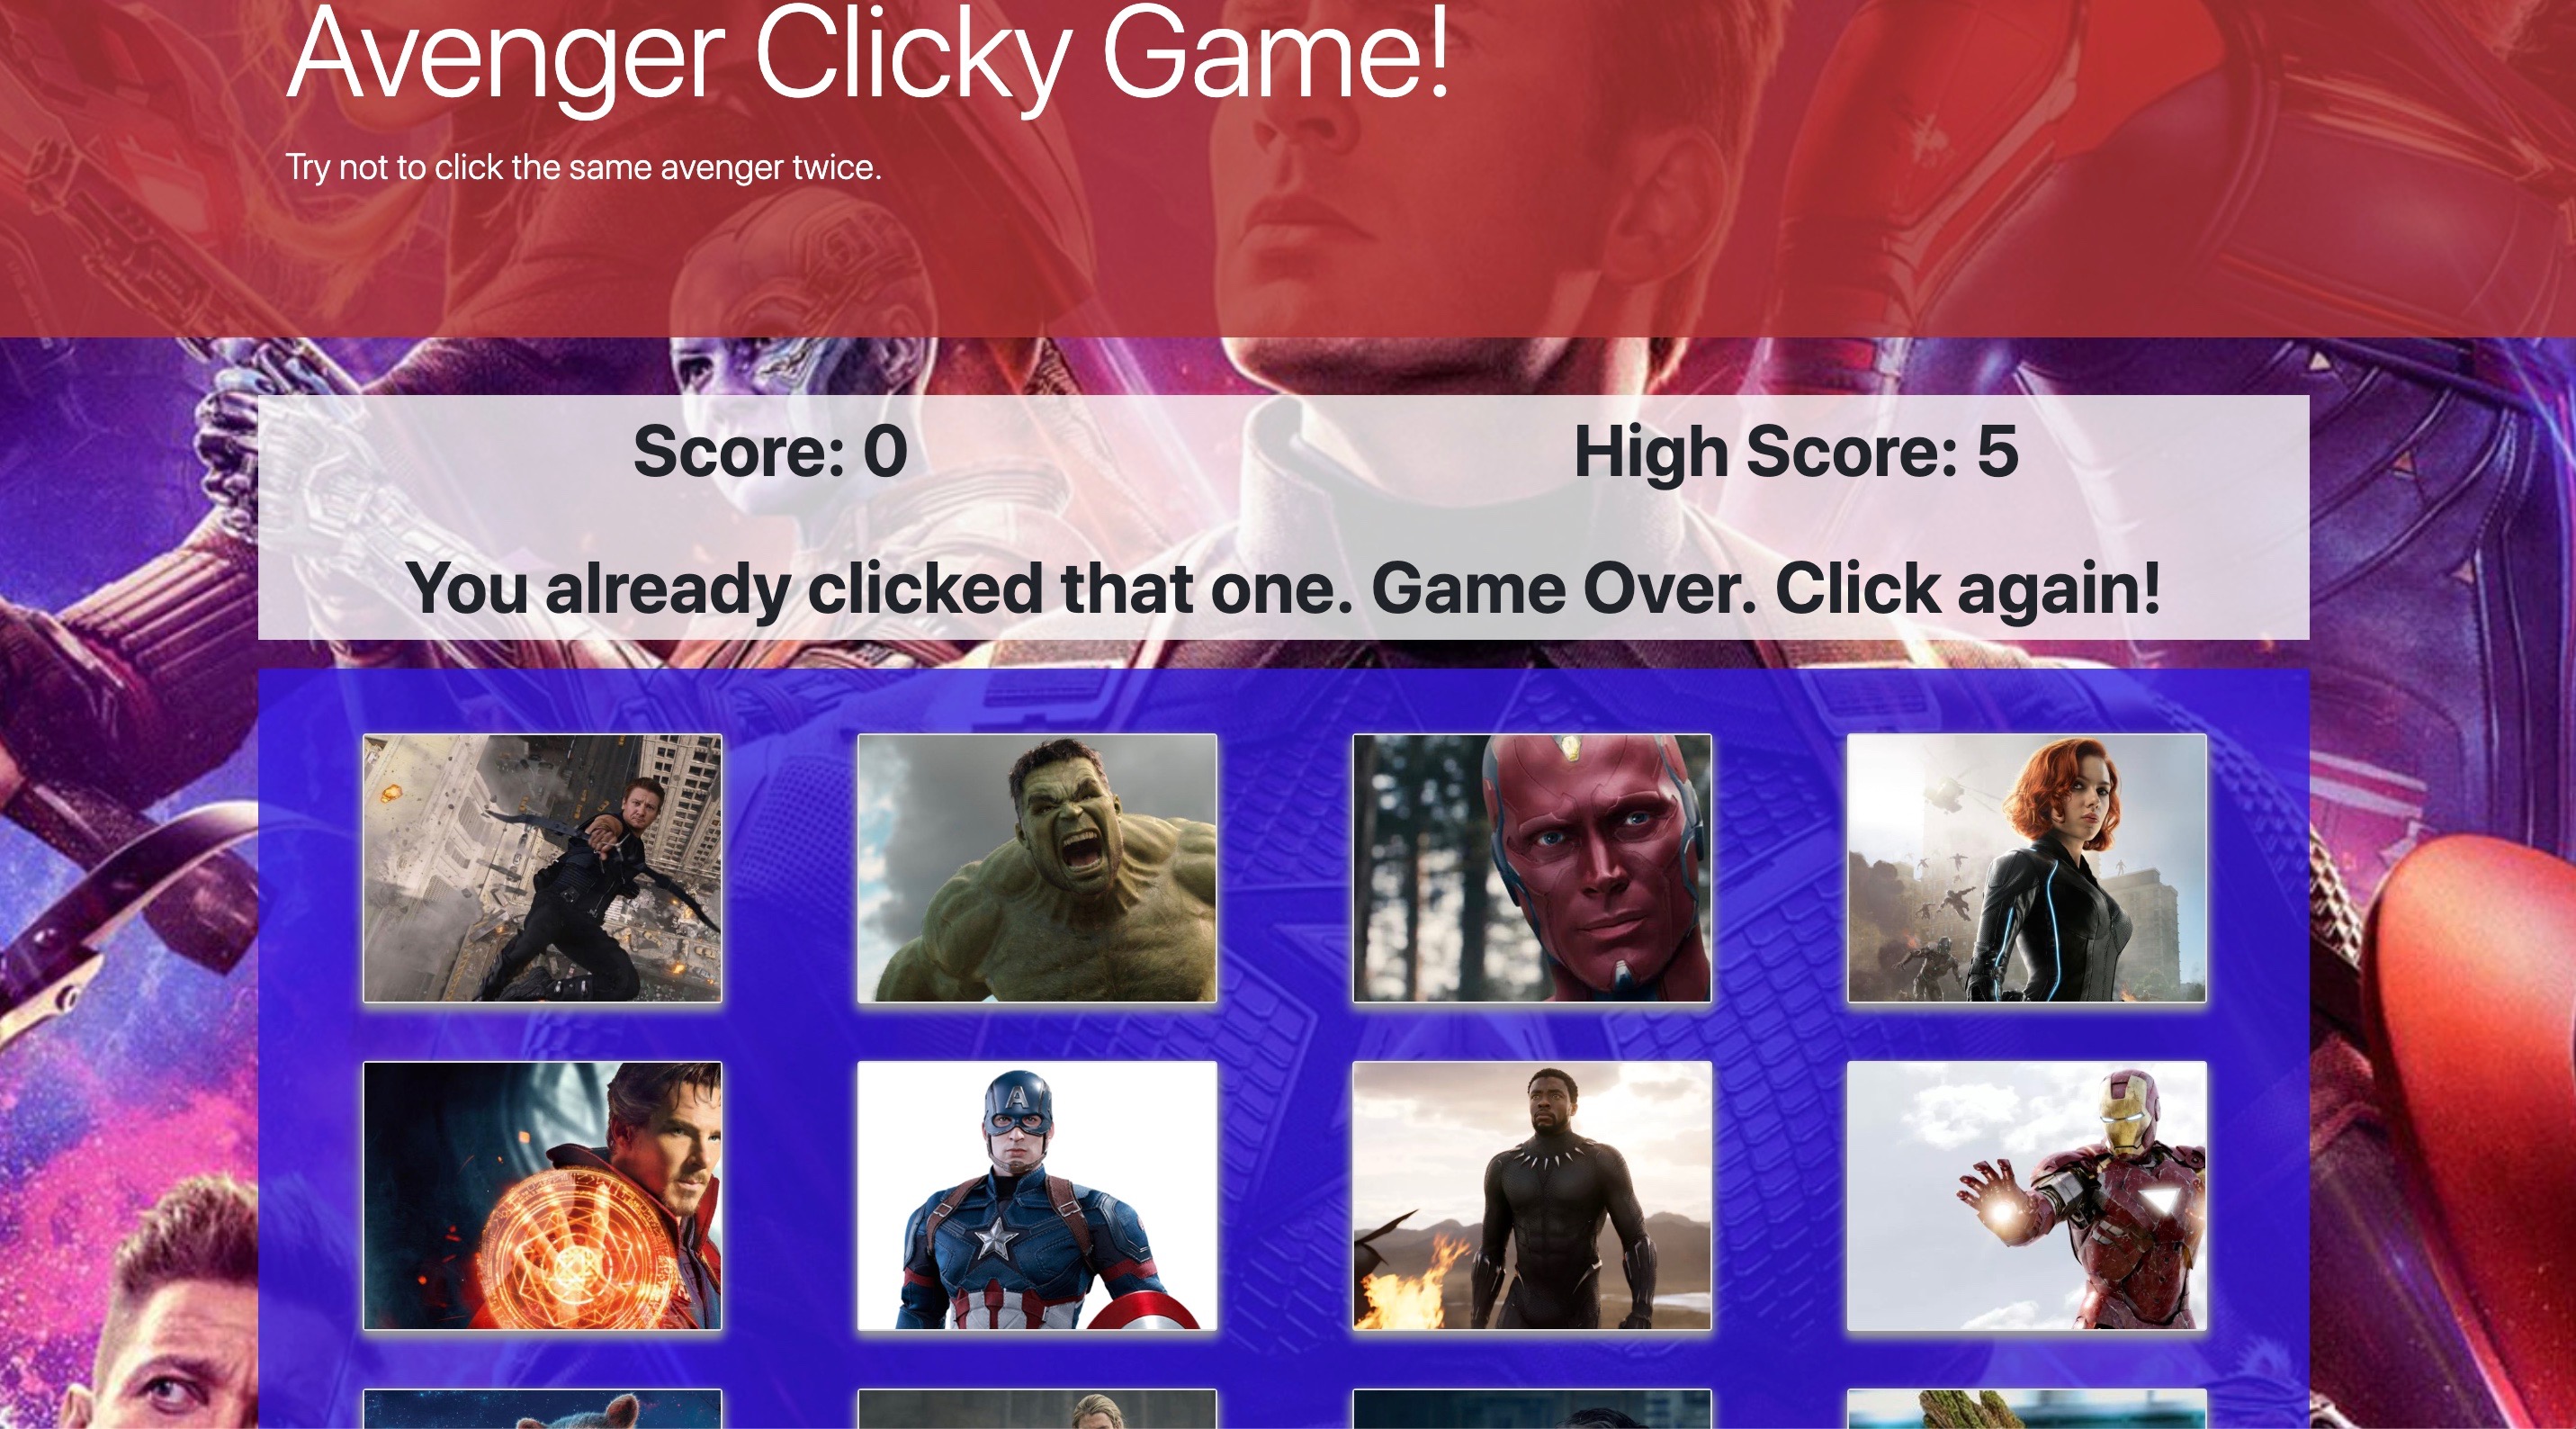 Avenger Clicky Game!
Try not to click the same avenger twice.
Score: 0
High Score: 5
You already clicked that one. Game Over. Click again!
A